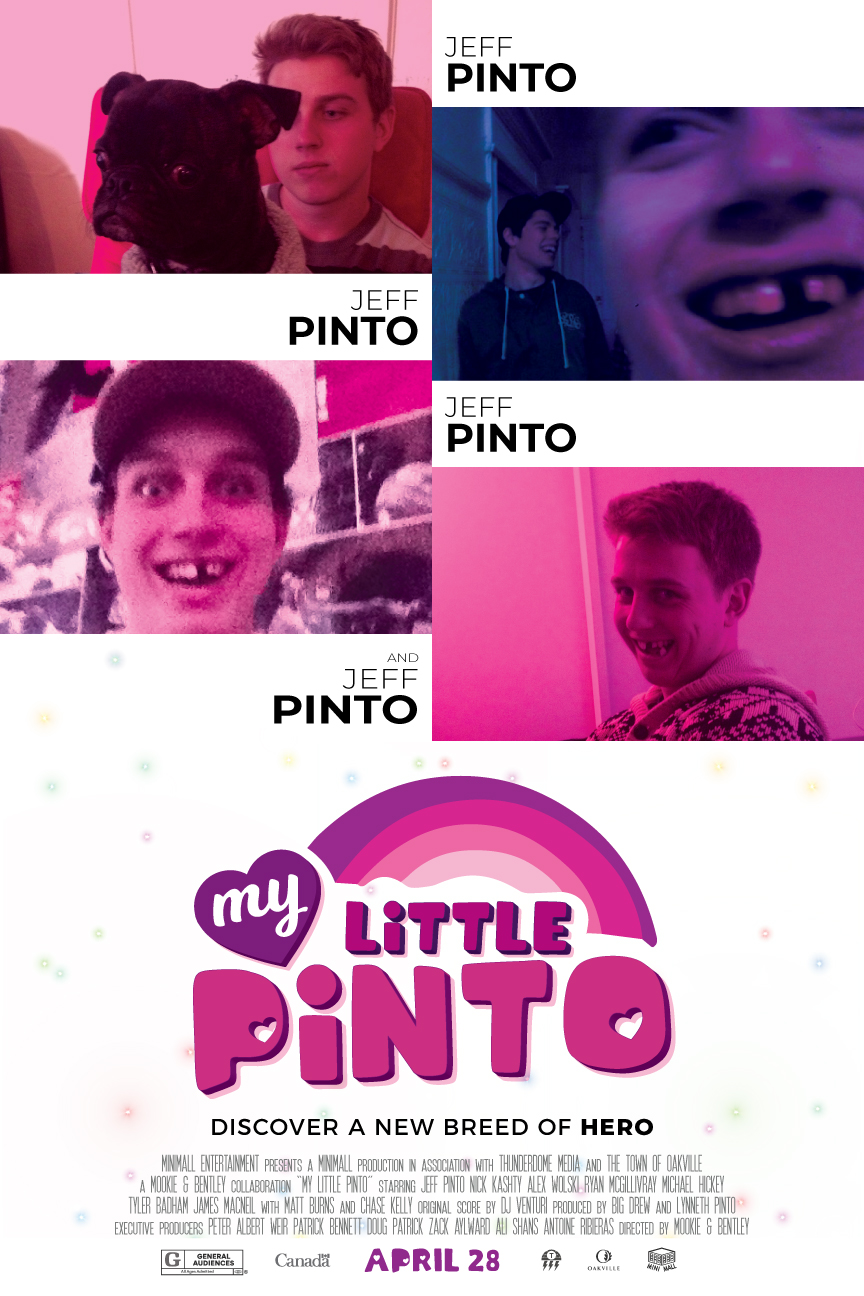 JEFF
PINTO
JEFF
PINTO
JEFF
PINTO
AND
JEFF
PINTO
my
LiTTLE
PiNTO
DISCOVER A NEW BREED OF HERO
MINIMALL ENTERTAINMENT PRESENTS A MINIMALL PRODUCTION IN ASSOCIATION WITH THUNDERDOME MEDIA AND THE TOWN OF OAKVILLE
A MOOKIE & BENTLEY COLLABORATION "MY LITTLE PINTO" STARRING JEFF PINTO NICK KASHTY ALEX WOLSKI RYAN MCGILLIVRAY MICHAEL HICKEY
TYLER BADHAM JAMES MACNEIL WITH MATT BURNS AND CHASE KELLY ORIGINAL SCORE BY DJ VENTURI PRODUCED BY BIG DREW AND LYNNETH PINTO
EXECUTIVE PRODUCERS PETER ALBERT WEIR PATRICK BENNETT DOUG PATRICK ZACK AYLWARD ALI SHANS ANTOINE RIBIERAS DIRECTED BY MOOKIE & BENTLEY
G GENERAL AUDIENCES
All Ages Admitted
Canada
APRIL 28
T
OAKVILLE
MINI MALL